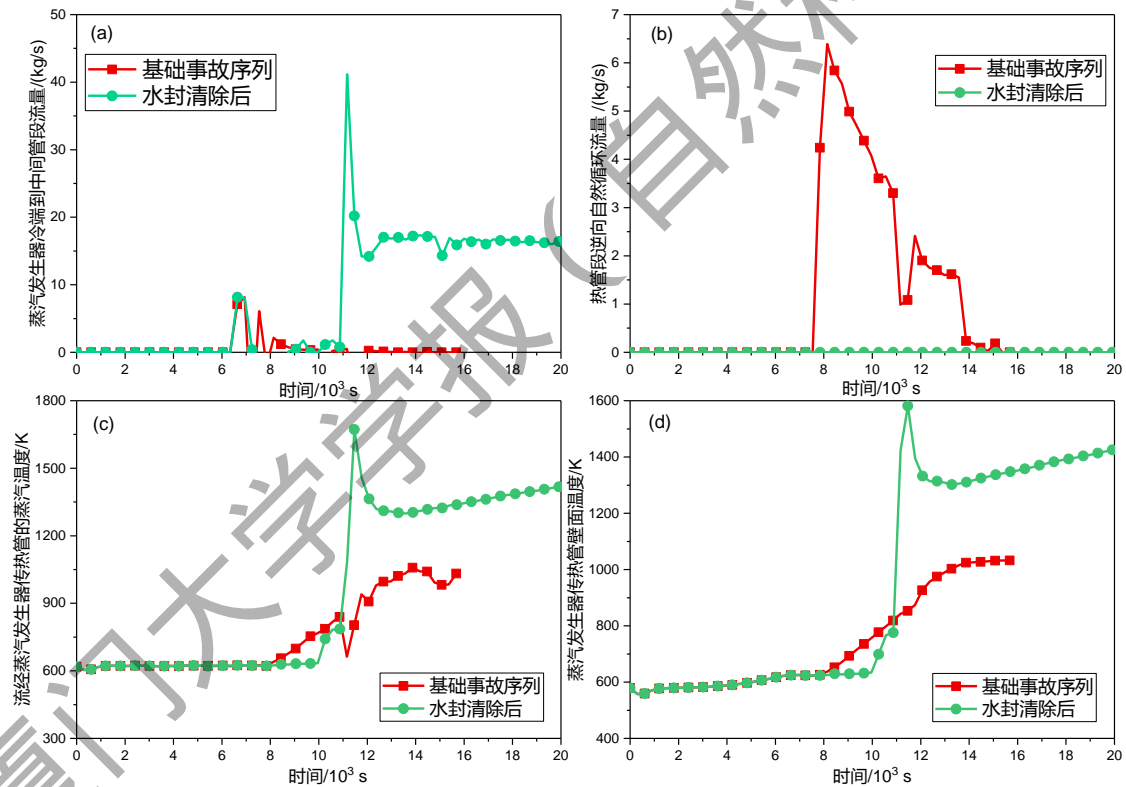 (a)
基础事故序列
水封清除后
蒸汽发生器冷端到中间管段流量/(kg/s)
50
40
30
20
10
0
0 2 4 6 8 10 12 14 16 18 20
时间/10³ s
(b)
基础事故序列
水封清除后
热管段逆向自然循环流量 /(kg/s)
7
6
5
4
3
2
1
0
0 2 4 6 8 10 12 14 16 18 20
时间/10³ s
(c)
基础事故序列
水封清除后
流经蒸汽发生器传热管的蒸汽温度/K
1800
1500
1200
900
600
300
0 2 4 6 8 10 12 14 16 18 20
时间/10³ s
(d)
基础事故序列
水封清除后
蒸汽发生器传热管壁面温度/K
1600
1400
1200
1000
800
600
400
0 2 4 6 8 10 12 14 16 18 20
时间/10³ s
门大学学报（自然